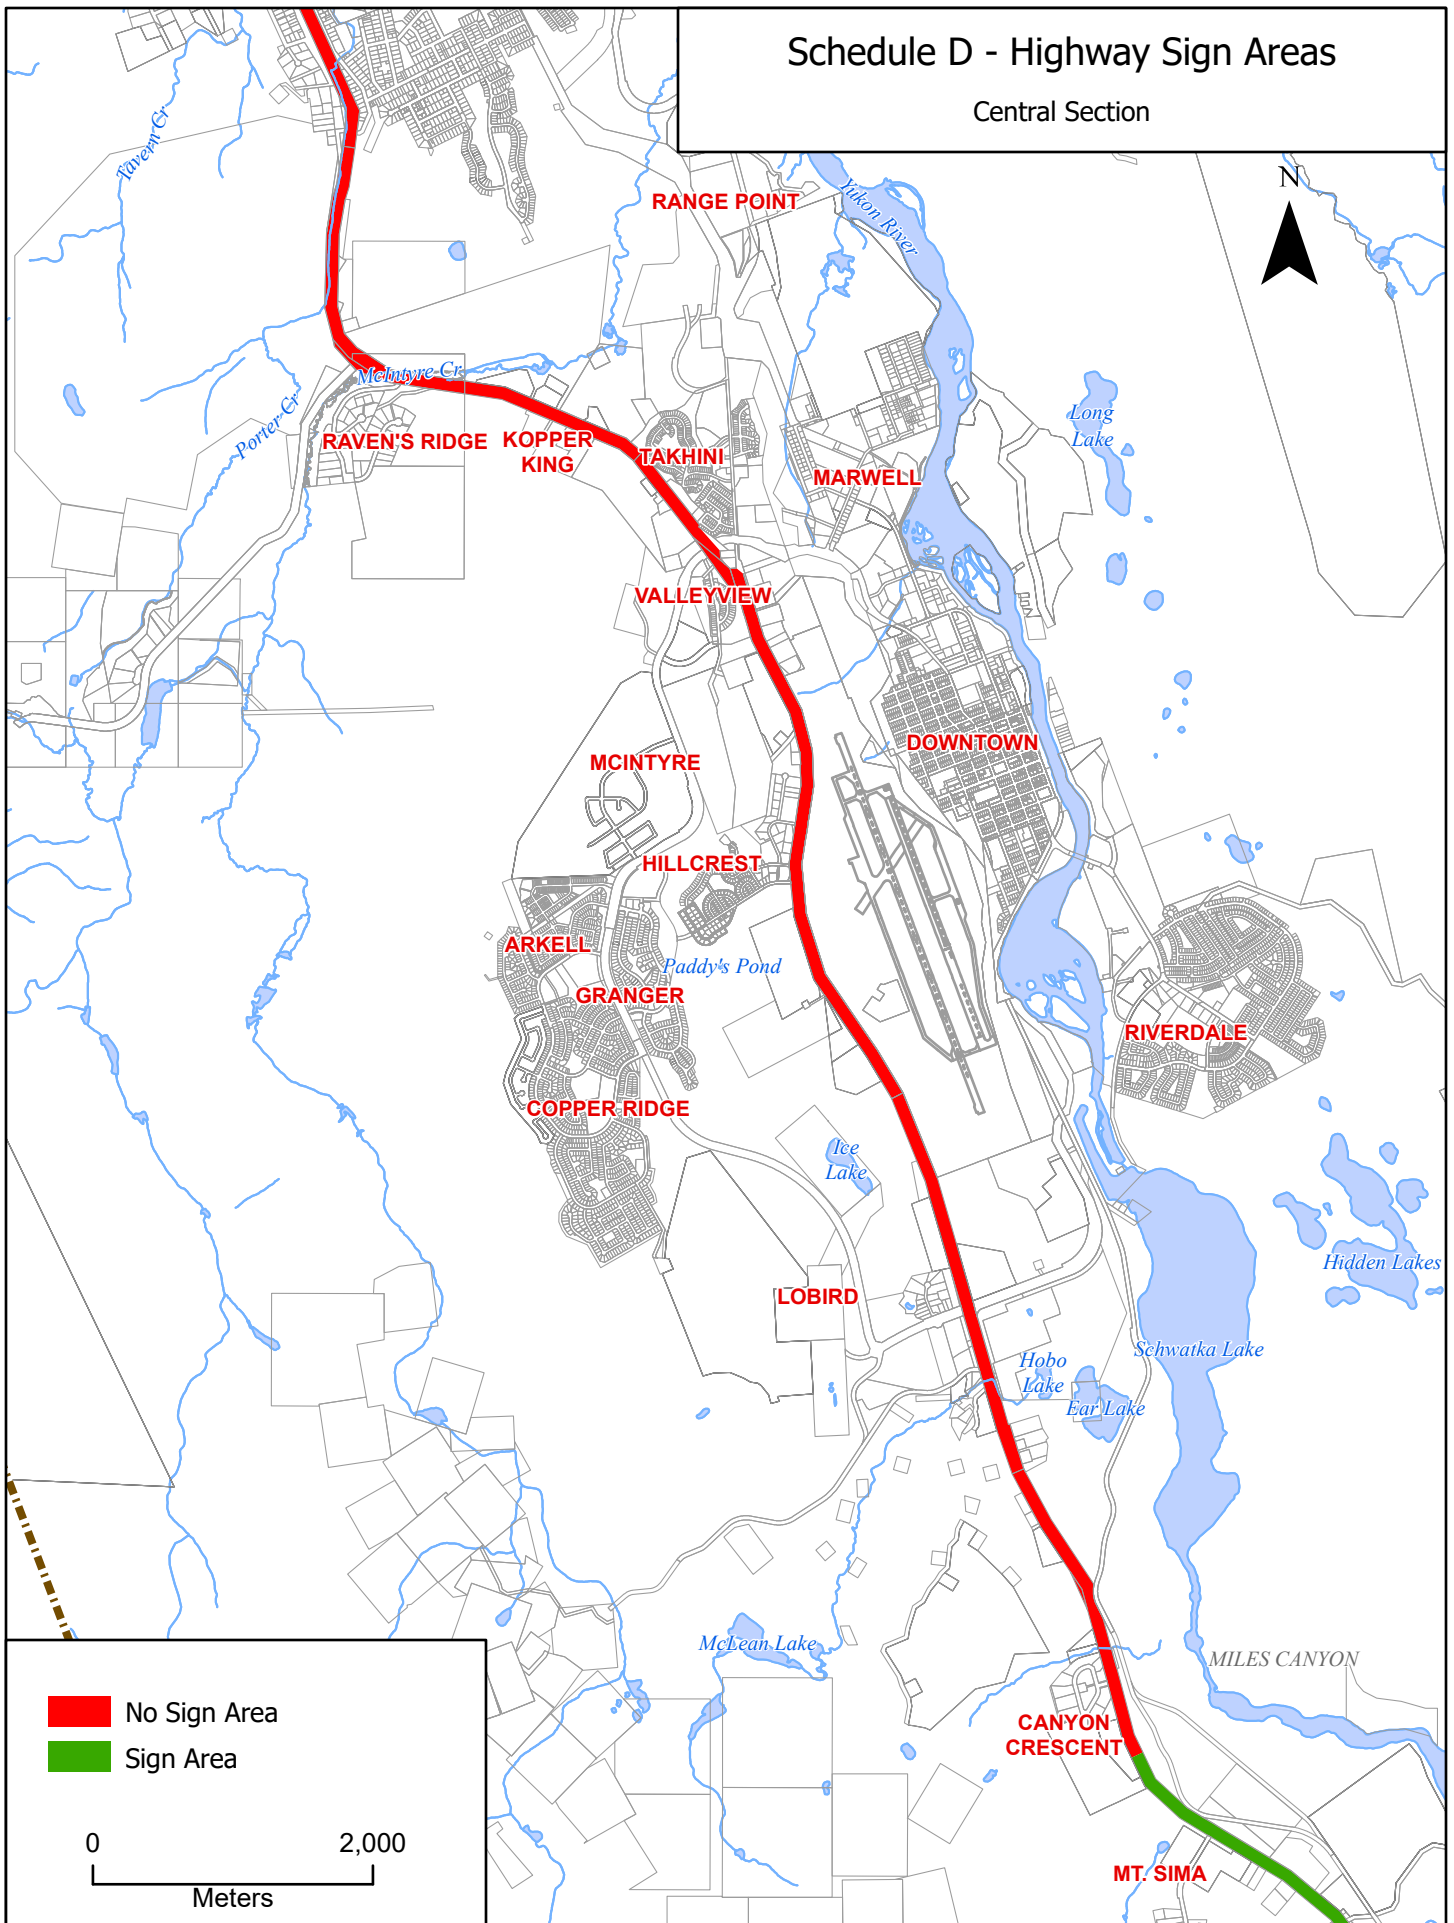 Schedule D - Highway Sign Areas
Central Section
N
Tavern Cr
RANGE POINT
Yukon River
McIntyre Cr
Porter Cr
RAVEN'S RIDGE
KOPPER
KING
TAKHINI
Long
Lake
MARWELL
VALLEYVIEW
DOWNTOWN
MCINTYRE
HILLCREST
ARKELL
Paddy's Pond
GRANGER
RIVERDALE
COPPER RIDGE
Ice
Lake
Hidden Lakes
LOBIRD
Schwatka Lake
Hobo
Lake
Ear Lake
McLean Lake
MILES CANYON
CANYON
CRESCENT
MT. SIMA
No Sign Area
Sign Area
0 2,000
Meters